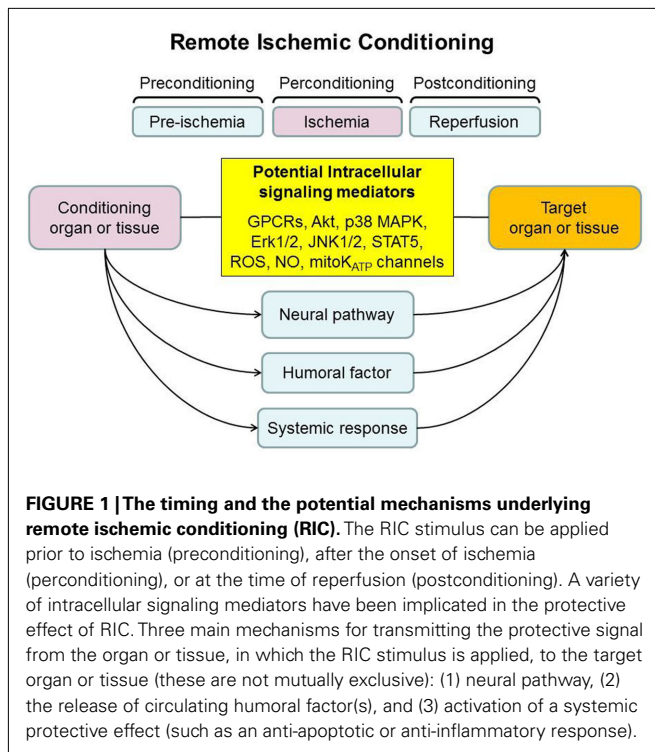 Remote Ischemic Conditioning
Preconditioning Perconditioning Postconditioning
Pre-ischemia Ischemia Reperfusion
Potential Intracellular
signaling mediators
GPCRs, Akt, p38 MAPK,
Erk1/2, JNK1/2, STAT5,
ROS, NO, mitoK_ATP channels
Conditioning
organ or tissue
Target
organ or tissue
Neural pathway
Humoral factor
Systemic response
FIGURE 1 | The timing and the potential mechanisms underlying
remote ischemic conditioning (RIC). The RIC stimulus can be applied
prior to ischemia (preconditioning), after the onset of ischemia
(perconditioning), or at the time of reperfusion (postconditioning). A variety
of intracellular signaling mediators have been implicated in the protective
effect of RIC. Three main mechanisms for transmitting the protective signal
from the organ or tissue, in which the RIC stimulus is applied, to the target
organ or tissue (these are not mutually exclusive): (1) neural pathway, (2)
the release of circulating humoral factor(s), and (3) activation of a systemic
protective effect (such as an anti-apoptotic or anti-inflammatory response).